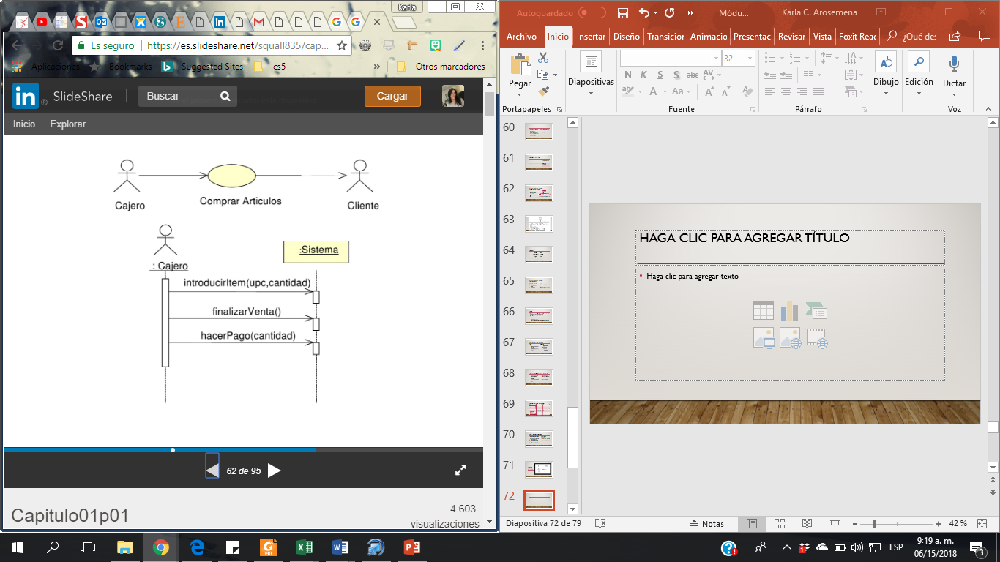 Karla
Es seguro
https://es.slideshare.net/squall835/cap...
Aplicaciones
Bookmarks
Suggested Sites
cs5
»
Otros marcadores
in
SlideShare
Buscar
Cargar
Inicio
Explorar
Cajero
Comprar Articulos
Cliente
: Cajero
:Sistema
introducirItem(upc,cantidad)
finalizarVenta()
hacerPago(cantidad)
62 de 95
Capitulo01p01
4.603
visualizaciones
Autoguardado
Módu...
Karla C. Arosemena
Archivo
Inicio
Insertar
Diseño
Transicion
Animacio
Presentac
Revisar
Vista
Foxit Reac
¿Qué des
Pegar
Portapapeles
Diapositivas
32
N K S S abc AV
A Aa A A
Fuente
Párrafo
Dibujo
Edición
Dictar
Voz
60
61
62
63
64
65
66
67
68
69
70
71
72
HAGA CLIC PARA AGREGAR TÍTULO
• Haga clic para agregar texto
Diapositiva 72 de 79
Notas
42 %
ESP
9:19 a. m.
06/15/2018
3